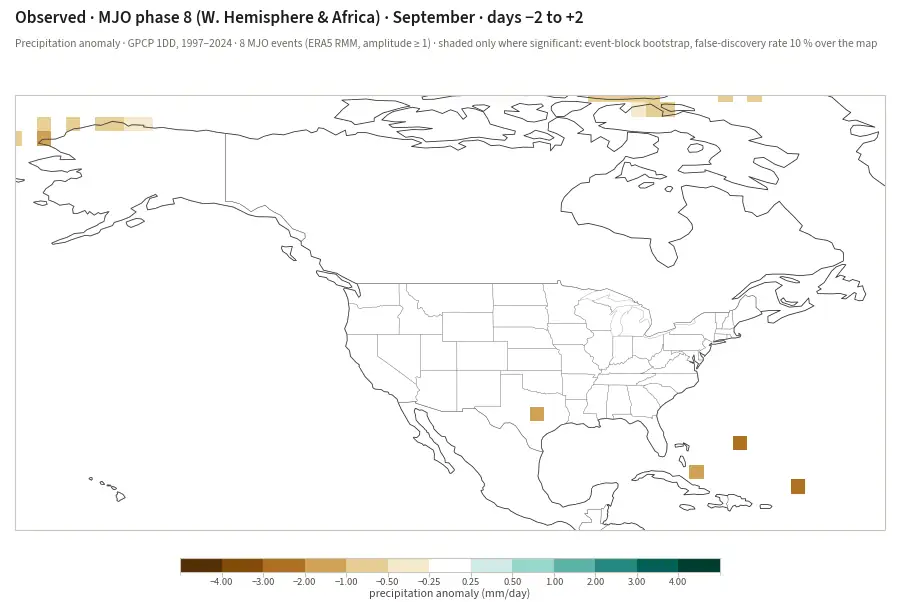 Observed · MJO phase 8 (W. Hemisphere & Africa) · September · days −2 to +2
Precipitation anomaly · GPCP 1DD, 1997–2024 · 8 MJO events (ERA5 RMM, amplitude ≥ 1) · shaded only where significant: event-block bootstrap, false-discovery rate 10 % over the map
−4.00 −3.00 −2.00 −1.00 −0.50 −0.25 0.25 0.50 1.00 2.00 3.00 4.00
precipitation anomaly (mm/day)